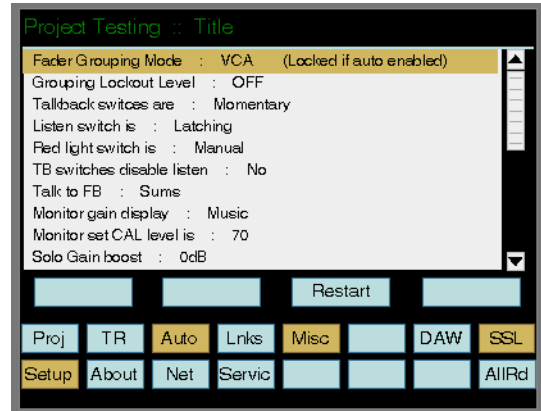 Project Testing :: Title
Fader Grouping Mode : VCA (Locked if auto enabled)
Grouping Lockout Level : OFF
Talkback switces are : Momentary
Listen switch is : Latching
Red light switch is : Manual
TB switches disable listen : No
Talk to FB : Sums
Monitor gain display : Music
Monitor set CAL level is : 70
Solo Gain boost : 0dB
Restart
Proj TR Auto Lnks Misc DAW SSL
Setup About Net Servic AllRd